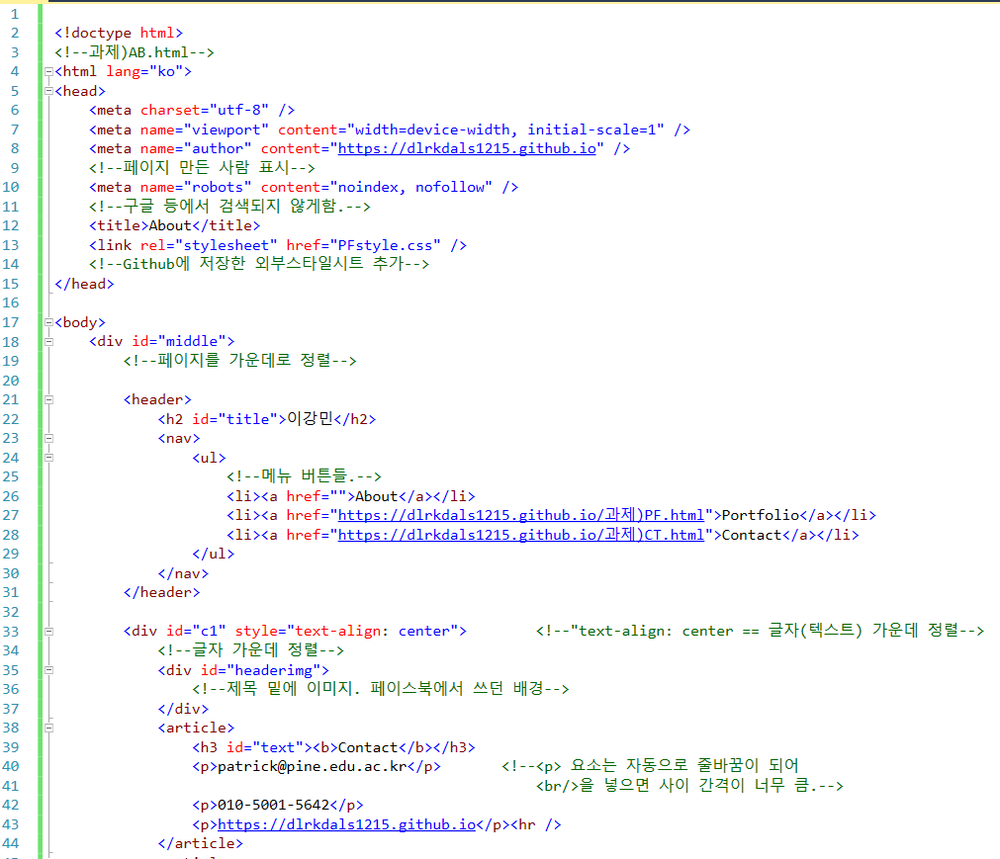 1
2 <!doctype html>
3 <!--과제)AB.html-->
4 <html lang="ko">
5 <head>
6 <meta charset="utf-8" />
7 <meta name="viewport" content="width=device-width, initial-scale=1" />
8 <meta name="author" content="https://dlrkdals1215.github.io" />
9 <!--페이지 만든 사람 표시-->
10 <meta name="robots" content="noindex, nofollow" />
11 <!--구글 등에서 검색되지 않게함.-->
12 <title>About</title>
13 <link rel="stylesheet" href="PFstyle.css" />
14 <!--Github에 저장한 외부스타일시트 추가-->
15 </head>
16
17 <body>
18 <div id="middle">
19 <!--페이지를 가운데로 정렬-->
20
21 <header>
22 <h2 id="title">이강민</h2>
23 <nav>
24 <ul>
25 <!--메뉴 버튼들.-->
26 <li><a href="">About</a></li>
27 <li><a href="https://dlrkdals1215.github.io/과제)PF.html">Portfolio</a></li>
28 <li><a href="https://dlrkdals1215.github.io/과제)CT.html">Contact</a></li>
29 </ul>
30 </nav>
31 </header>
32
33 <div id="c1" style="text-align: center"> <!--"text-align: center == 글자(텍스트) 가운데 정렬-->
34 <!--글자 가운데 정렬-->
35 <div id="headerimg">
36 <!--제목 밑에 이미지. 페이스북에서 쓰던 배경-->
37 </div>
38 <article>
39 <h3 id="text"><b>Contact</b></h3>
40 <p>patrick@pine.edu.ac.kr</p> <!--<p> 요소는 자동으로 줄바꿈이 되어
41 <br/>을 넣으면 사이 간격이 너무 큼.-->
42 <p>010-5001-5642</p>
43 <p>https://dlrkdals1215.github.io</p><hr />
44 </article>